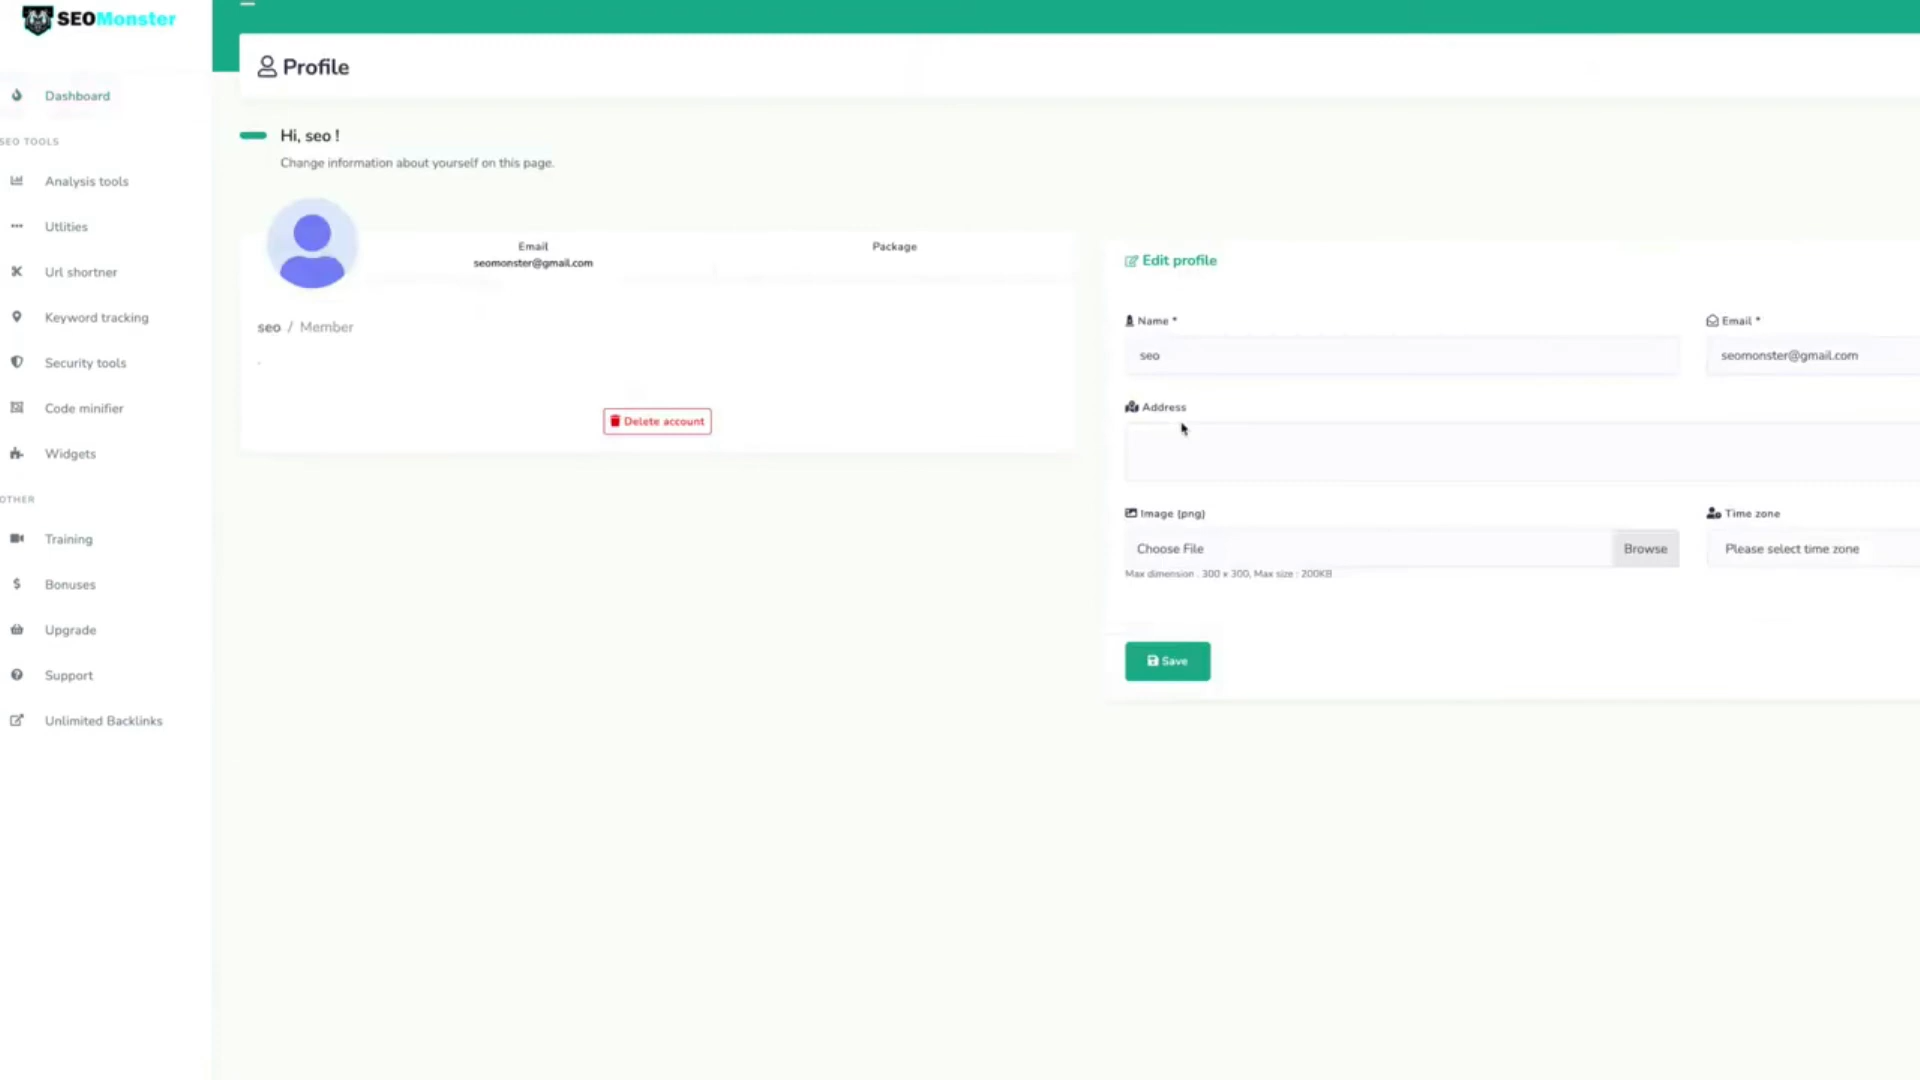 SEOMonster
Profile
Dashboard
Hi, seo !
SEO TOOLS
Change information about yourself on this page.
Analysis tools
Utlities
Email
Package
seomonster@gmail.com
Edit profile
Url shortner
Keyword tracking
Name *
Email *
seo / Member
seo
seomonster@gmail.com
Security tools
Code minifier
Address
Delete account
Widgets
OTHER
Image (png)
Time zone
Training
Choose File
Browse
Please select time zone
Max dimension : 300 x 300, Max size : 200KB
Bonuses
Upgrade
Save
Support
Unlimited Backlinks